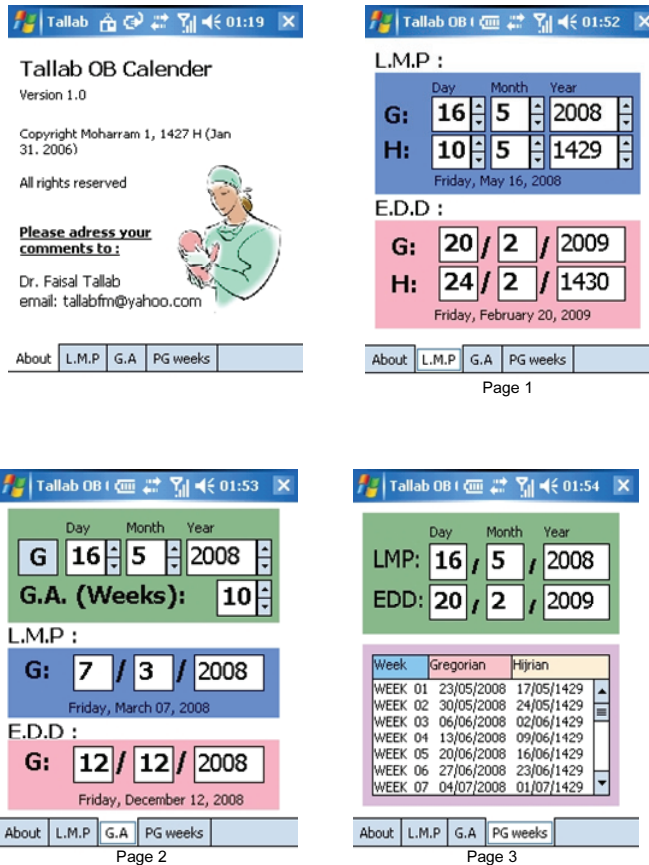 Tallab 01:19
Tallab OB Calender
Version 1.0
Copyright Moharram 1, 1427 H (Jan
31. 2006)
All rights reserved
Please adress your
comments to :
Dr. Faisal Tallab
email: tallabfm@yahoo.com
About L.M.P G.A PG weeks
Tallab OB ( 01:52
L.M.P :
Day Month Year
G: 16 5 2008
H: 10 5 1429
Friday, May 16, 2008
E.D.D :
G: 20 / 2 / 2009
H: 24 / 2 / 1430
Friday, February 20, 2009
About L.M.P G.A PG weeks
Page 1
Tallab OB ( 01:53
Day Month Year
G 16 5 2008
G.A. (Weeks): 10
L.M.P :
G: 7 / 3 / 2008
Friday, March 07, 2008
E.D.D :
G: 12 / 12 / 2008
Friday, December 12, 2008
About L.M.P G.A PG weeks
Page 2
Tallab OB ( 01:54
Day Month Year
LMP: 16 / 5 / 2008
EDD: 20 / 2 / 2009
Week Gregorian Hijrian
WEEK 01 23/05/2008 17/05/1429
WEEK 02 30/05/2008 24/05/1429
WEEK 03 06/06/2008 02/06/1429
WEEK 04 13/06/2008 09/06/1429
WEEK 05 20/06/2008 16/06/1429
WEEK 06 27/06/2008 23/06/1429
WEEK 07 04/07/2008 01/07/1429
About L.M.P G.A PG weeks
Page 3